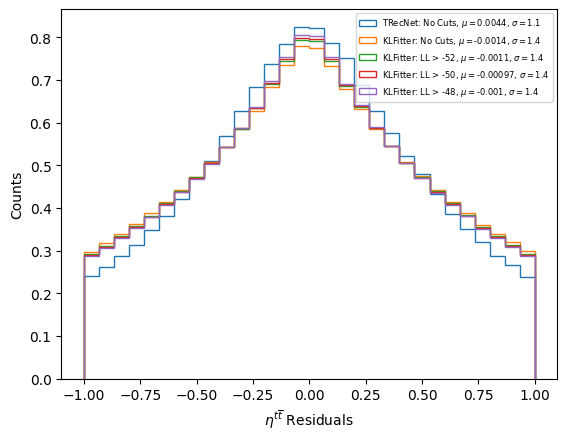 TRecNet: No Cuts, μ = 0.0044, σ = 1.1
KLFitter: No Cuts, μ = -0.0014, σ = 1.4
KLFitter: LL > -52, μ = -0.0011, σ = 1.4
KLFitter: LL > -50, μ = -0.00097, σ = 1.4
KLFitter: LL > -48, μ = -0.001, σ = 1.4
Counts
0.8
0.7
0.6
0.5
0.4
0.3
0.2
0.1
0.0
−1.00 −0.75 −0.50 −0.25 0.00 0.25 0.50 0.75 1.00
η^{tt̅} Residuals